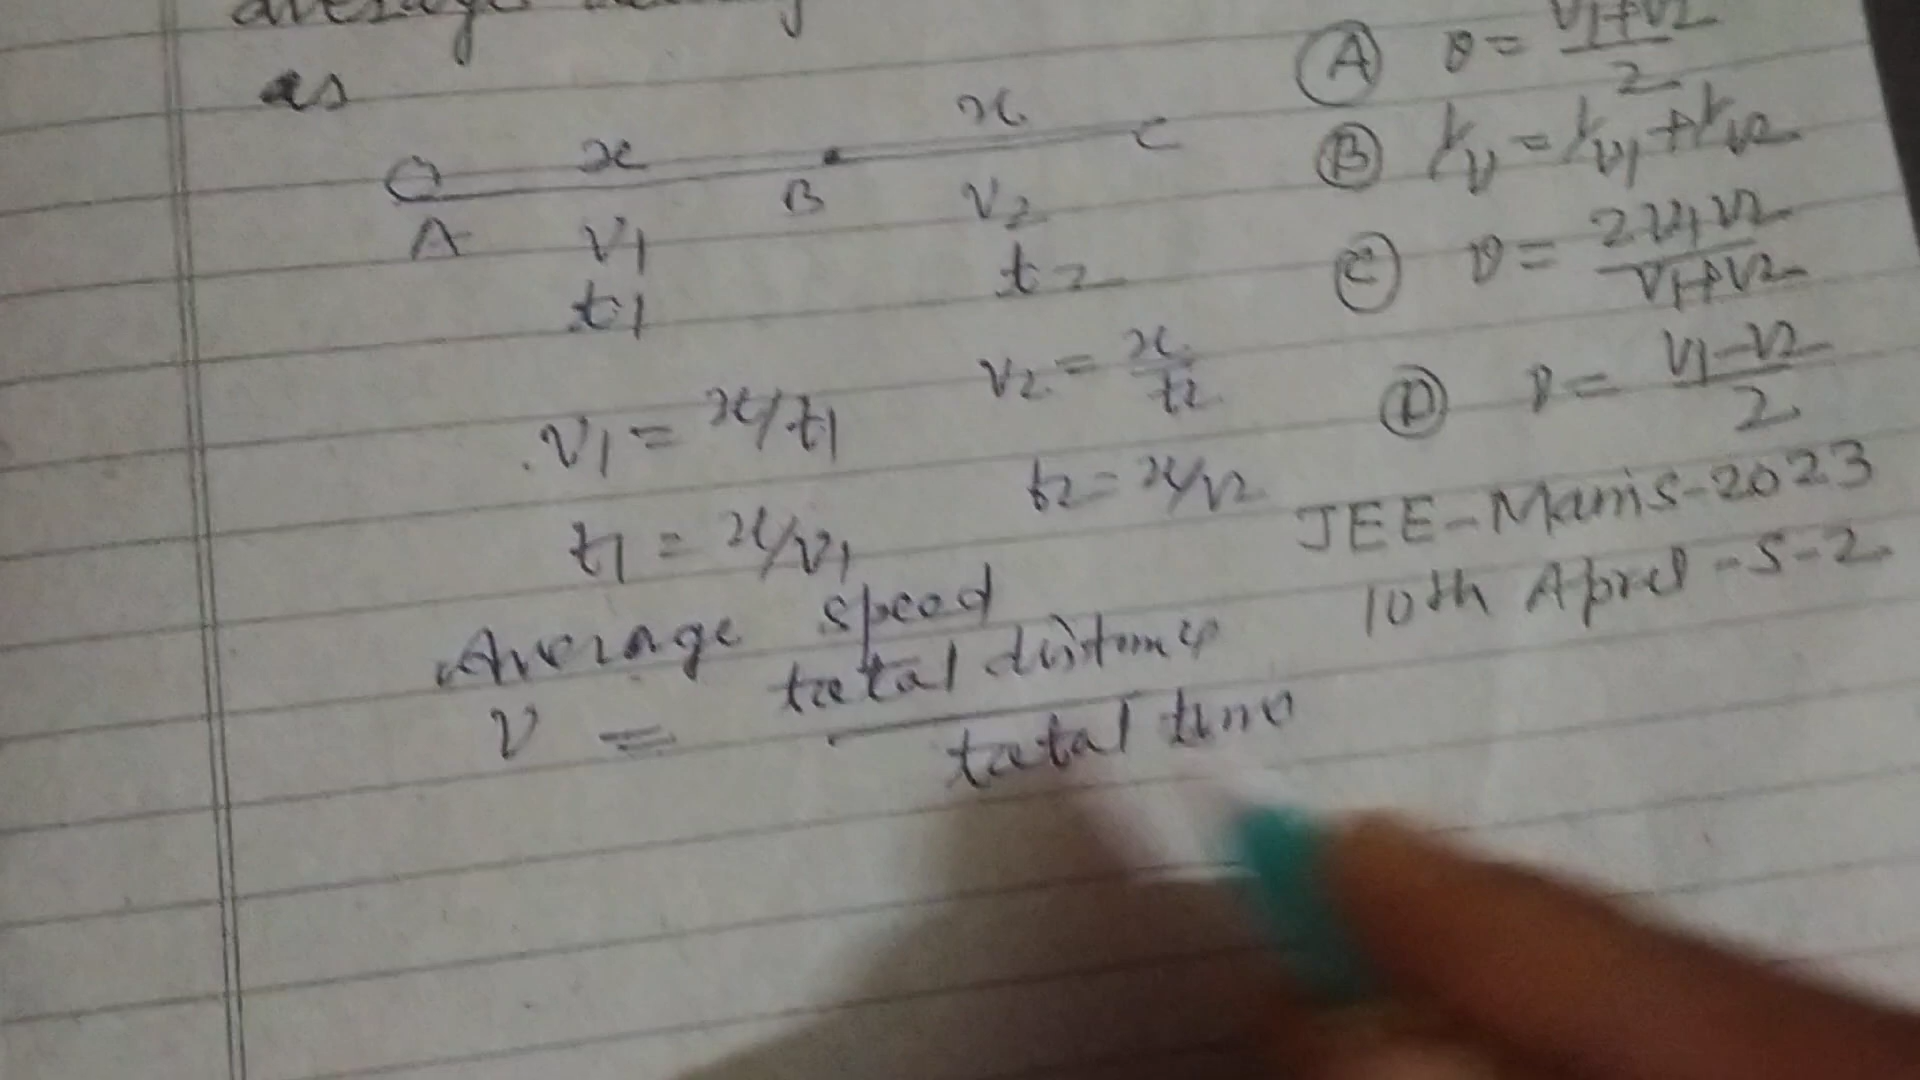 average
as
x x C
A B
V1 V2
t1 t2
V1 = x/t1
V2 = x/t2
t1 = x/V1
t2 = x/V2
Average speed
V = total distance / total time
(A) v = V1+V2 / 2
(B) 1/v = 1/v1 + 1/v2
(C) v = 2V1V2 / V1+V2
(D) v = V1-V2 / 2
JEE-Mains-2023
10th April-S-2